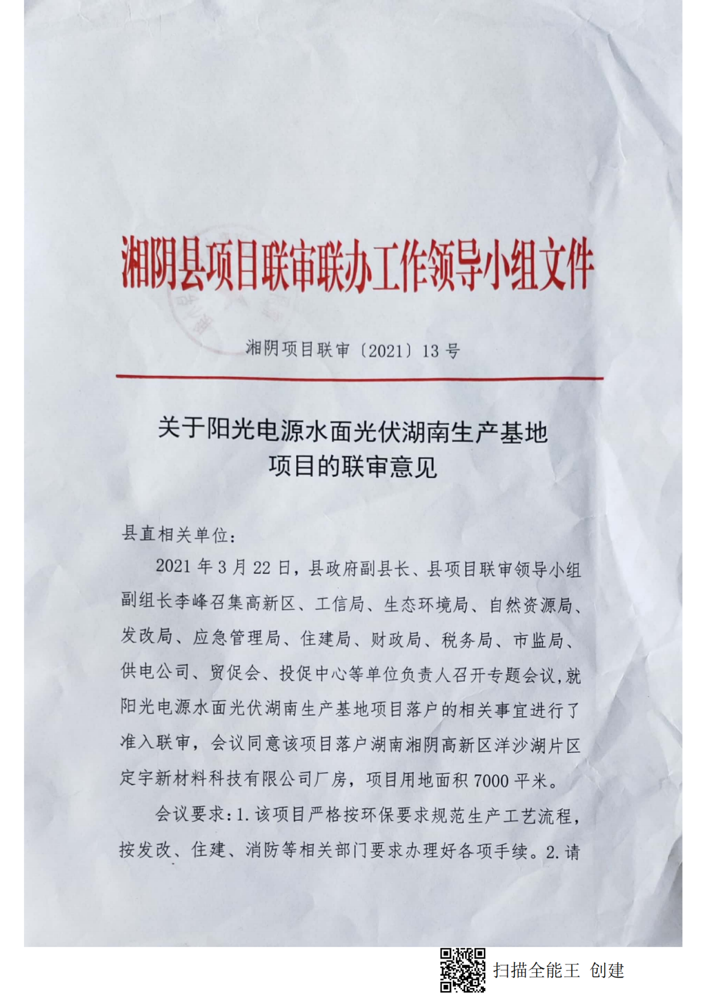 湘阴县项目联审联办工作领导小组文件
湘阴项目联审〔2021〕13 号
关于阳光电源水面光伏湖南生产基地
项目的联审意见
县直相关单位：
2021 年 3 月 22 日，县政府副县长、县项目联审领导小组
副组长李峰召集高新区、工信局、生态环境局、自然资源局、
发改局、应急管理局、住建局、财政局、税务局、市监局、
供电公司、贸促会、投促中心等单位负责人召开专题会议，就
阳光电源水面光伏湖南生产基地项目落户的相关事宜进行了
准入联审，会议同意该项目落户湖南湘阴高新区洋沙湖片区
定宇新材料科技有限公司厂房，项目用地面积 7000 平米。
会议要求：1.该项目严格按环保要求规范生产工艺流程，
按发改、住建、消防等相关部门要求办理好各项手续。2.请
扫描全能王 创建